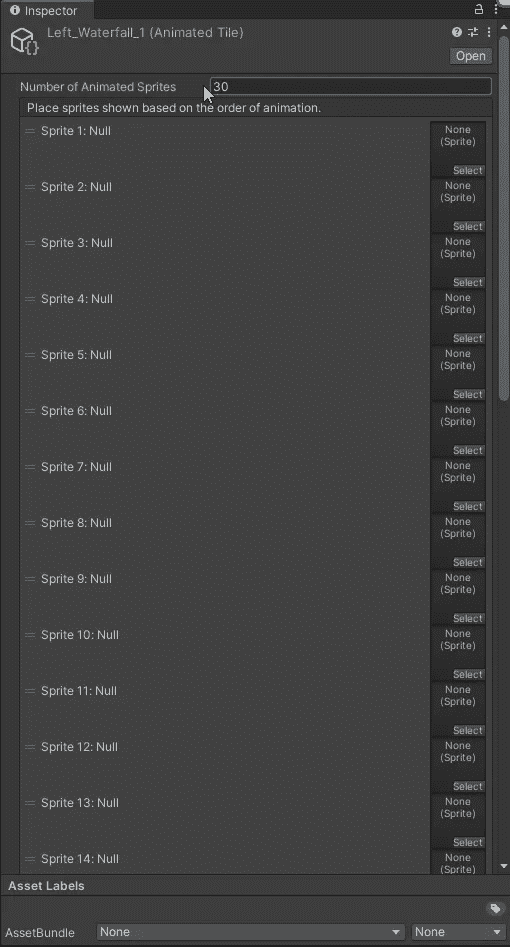 Inspector
Left_Waterfall_1 (Animated Tile)
Open
Number of Animated Sprites 30
Place sprites shown based on the order of animation.
Sprite 1: Null
None
(Sprite)
Select
Sprite 2: Null
None
(Sprite)
Select
Sprite 3: Null
None
(Sprite)
Select
Sprite 4: Null
None
(Sprite)
Select
Sprite 5: Null
None
(Sprite)
Select
Sprite 6: Null
None
(Sprite)
Select
Sprite 7: Null
None
(Sprite)
Select
Sprite 8: Null
None
(Sprite)
Select
Sprite 9: Null
None
(Sprite)
Select
Sprite 10: Null
None
(Sprite)
Select
Sprite 11: Null
None
(Sprite)
Select
Sprite 12: Null
None
(Sprite)
Select
Sprite 13: Null
None
(Sprite)
Select
Sprite 14: Null
None
(Sprite)
Asset Labels
AssetBundle None None